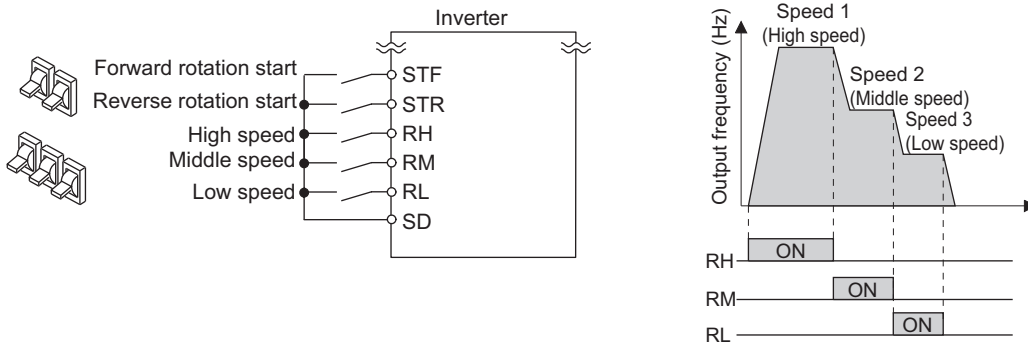 Inverter
Forward rotation start
STF
Reverse rotation start
STR
High speed
RH
Middle speed
RM
Low speed
RL
SD
Output frequency (Hz)
Speed 1
(High speed)
Speed 2
(Middle speed)
Speed 3
(Low speed)
RH
ON
RM
ON
RL
ON